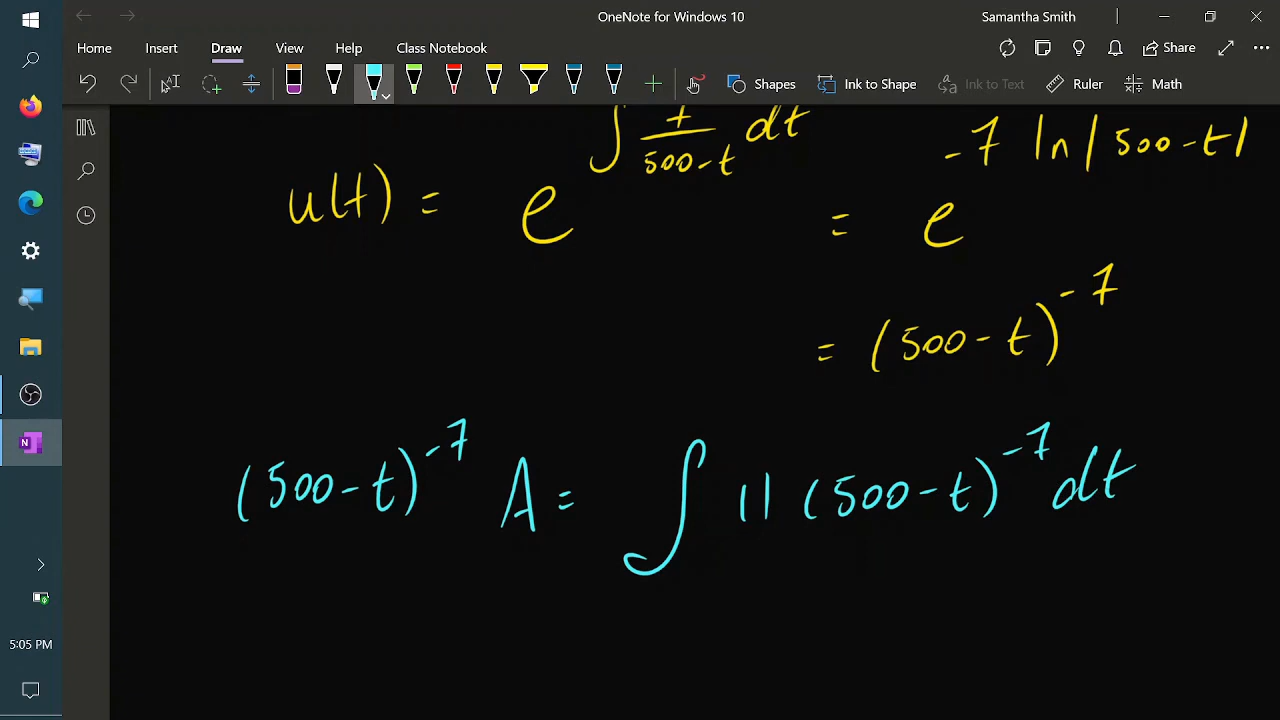 OneNote for Windows 10
Samantha Smith
Home Insert Draw View Help Class Notebook Share
Shapes Ink to Shape Ink to Text Ruler Math
u(t) = e^{∫ 7/(500-t) dt} = e^{-7 ln|500-t|}
= (500-t)^{-7}
(500-t)^{-7} A = ∫ 11 (500-t)^{-7} dt
N
5:05 PM